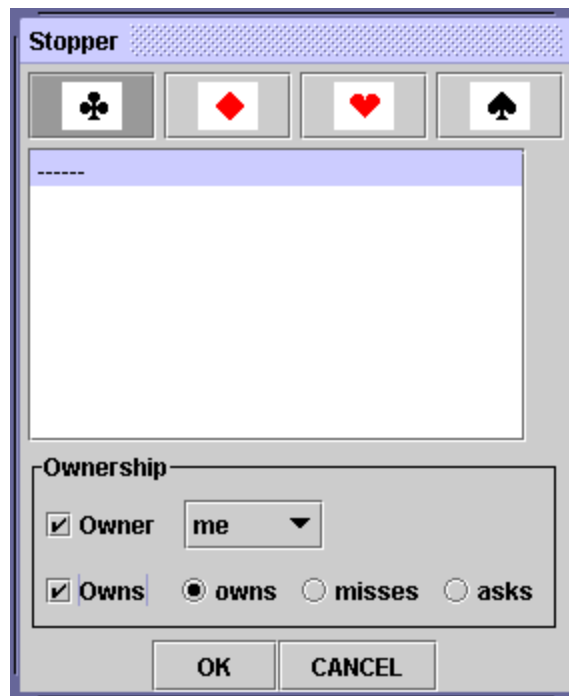 Stopper
------
Ownership
Owner me
Owns owns misses asks
OK CANCEL